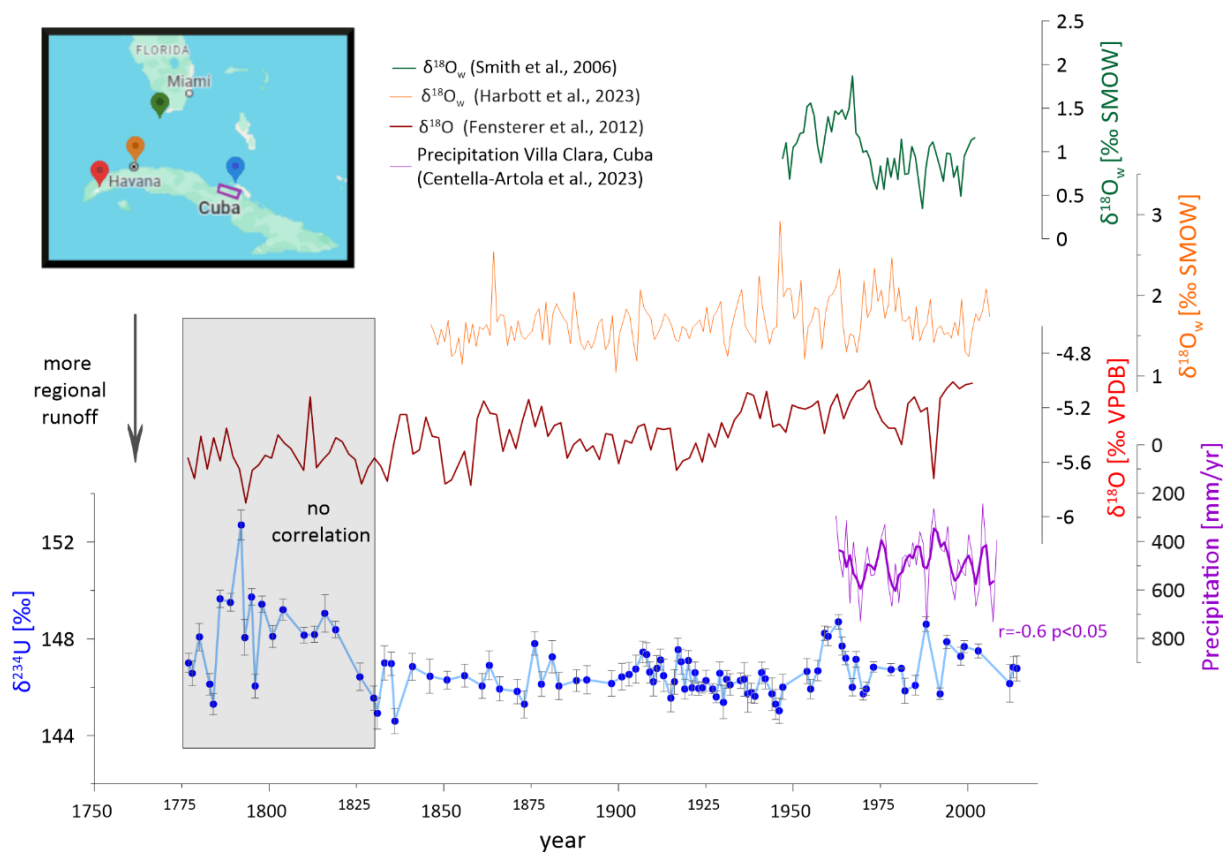 FLORIDA
Miami
Havana
Cuba
δ¹⁸Ow (Smith et al., 2006)
δ¹⁸Ow (Harbott et al., 2023)
δ¹⁸O (Fensterer et al., 2012)
Precipitation Villa Clara, Cuba
(Centella-Artola et al., 2023)
2.5
2
1.5
1
0.5
0
δ¹⁸Ow [‰ SMOW]
3
2
1
δ¹⁸Ow [‰ SMOW]
-4.8
-5.2
-5.6
-6
δ¹⁸O [‰ VPDB]
0
200
400
600
800
Precipitation [mm/yr]
more
regional
runoff
no
correlation
r=-0.6 p<0.05
152
148
144
δ²³⁴U [‰]
1750
1775
1800
1825
1850
1875
1900
1925
1950
1975
2000
year